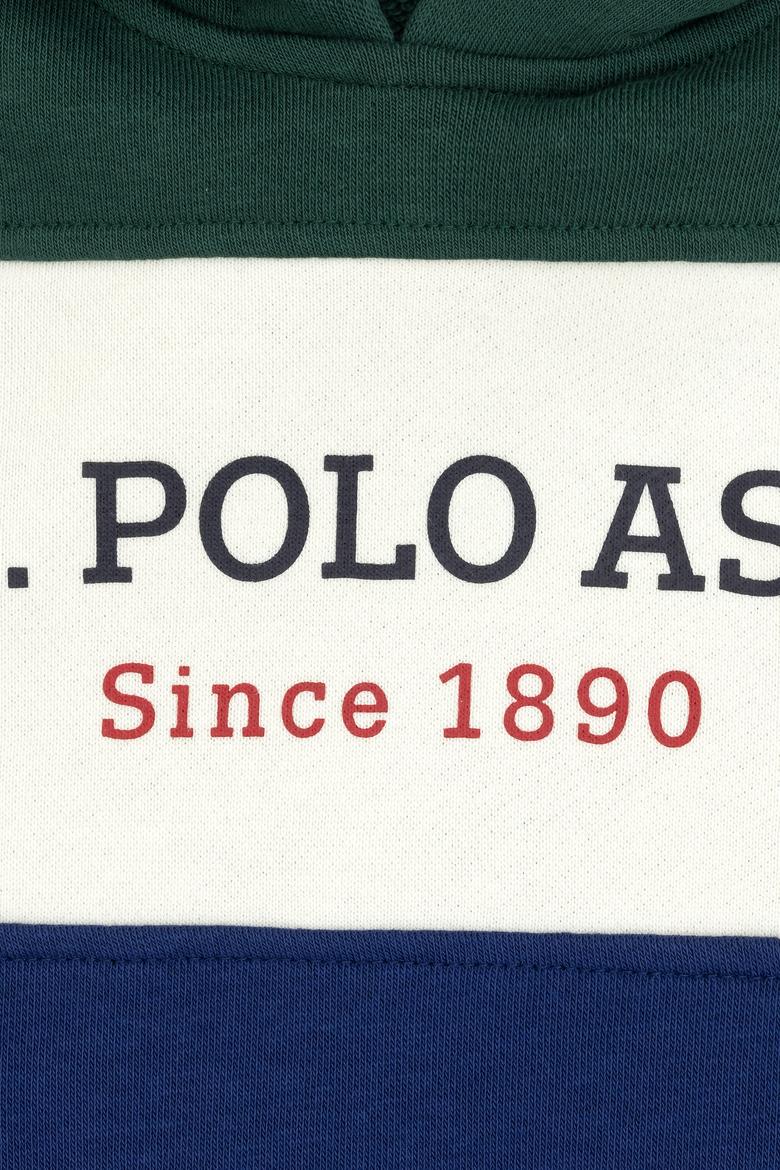 . POLO AS
Since 1890